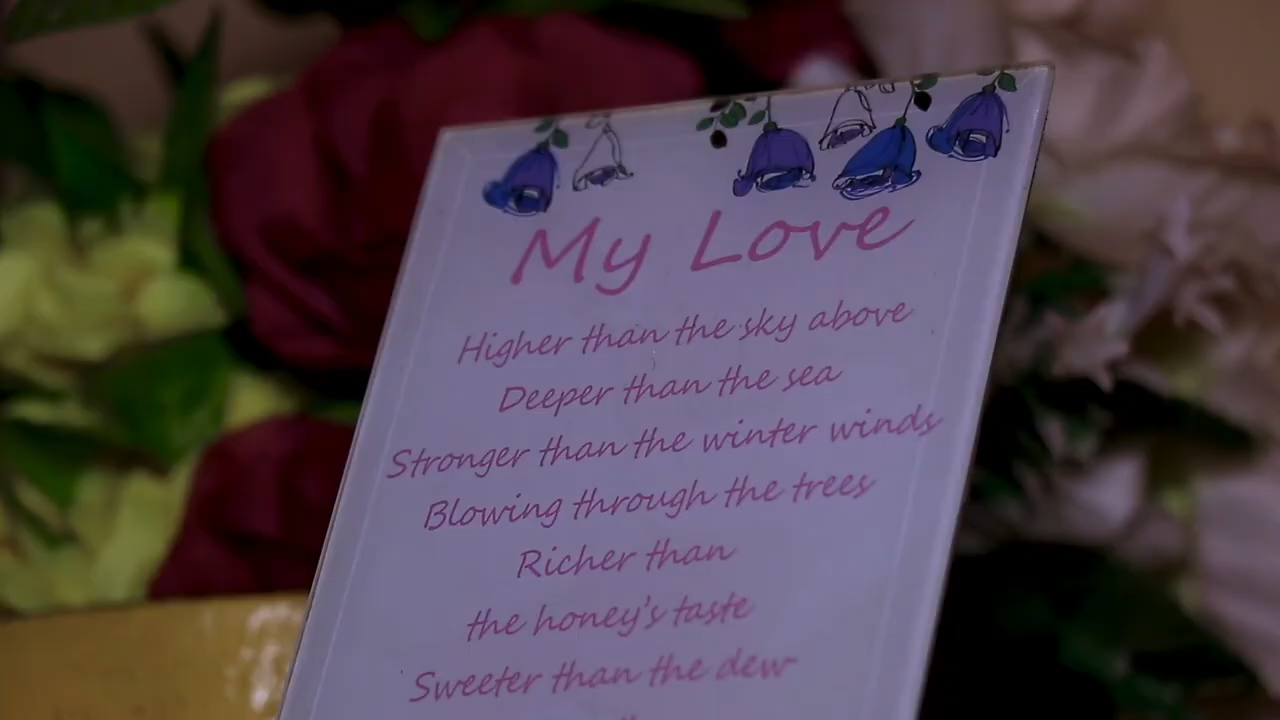 My Love
Higher than the sky above
Deeper than the sea
Stronger than the winter winds
Blowing through the trees
Richer than
the honey's taste
Sweeter than the dew